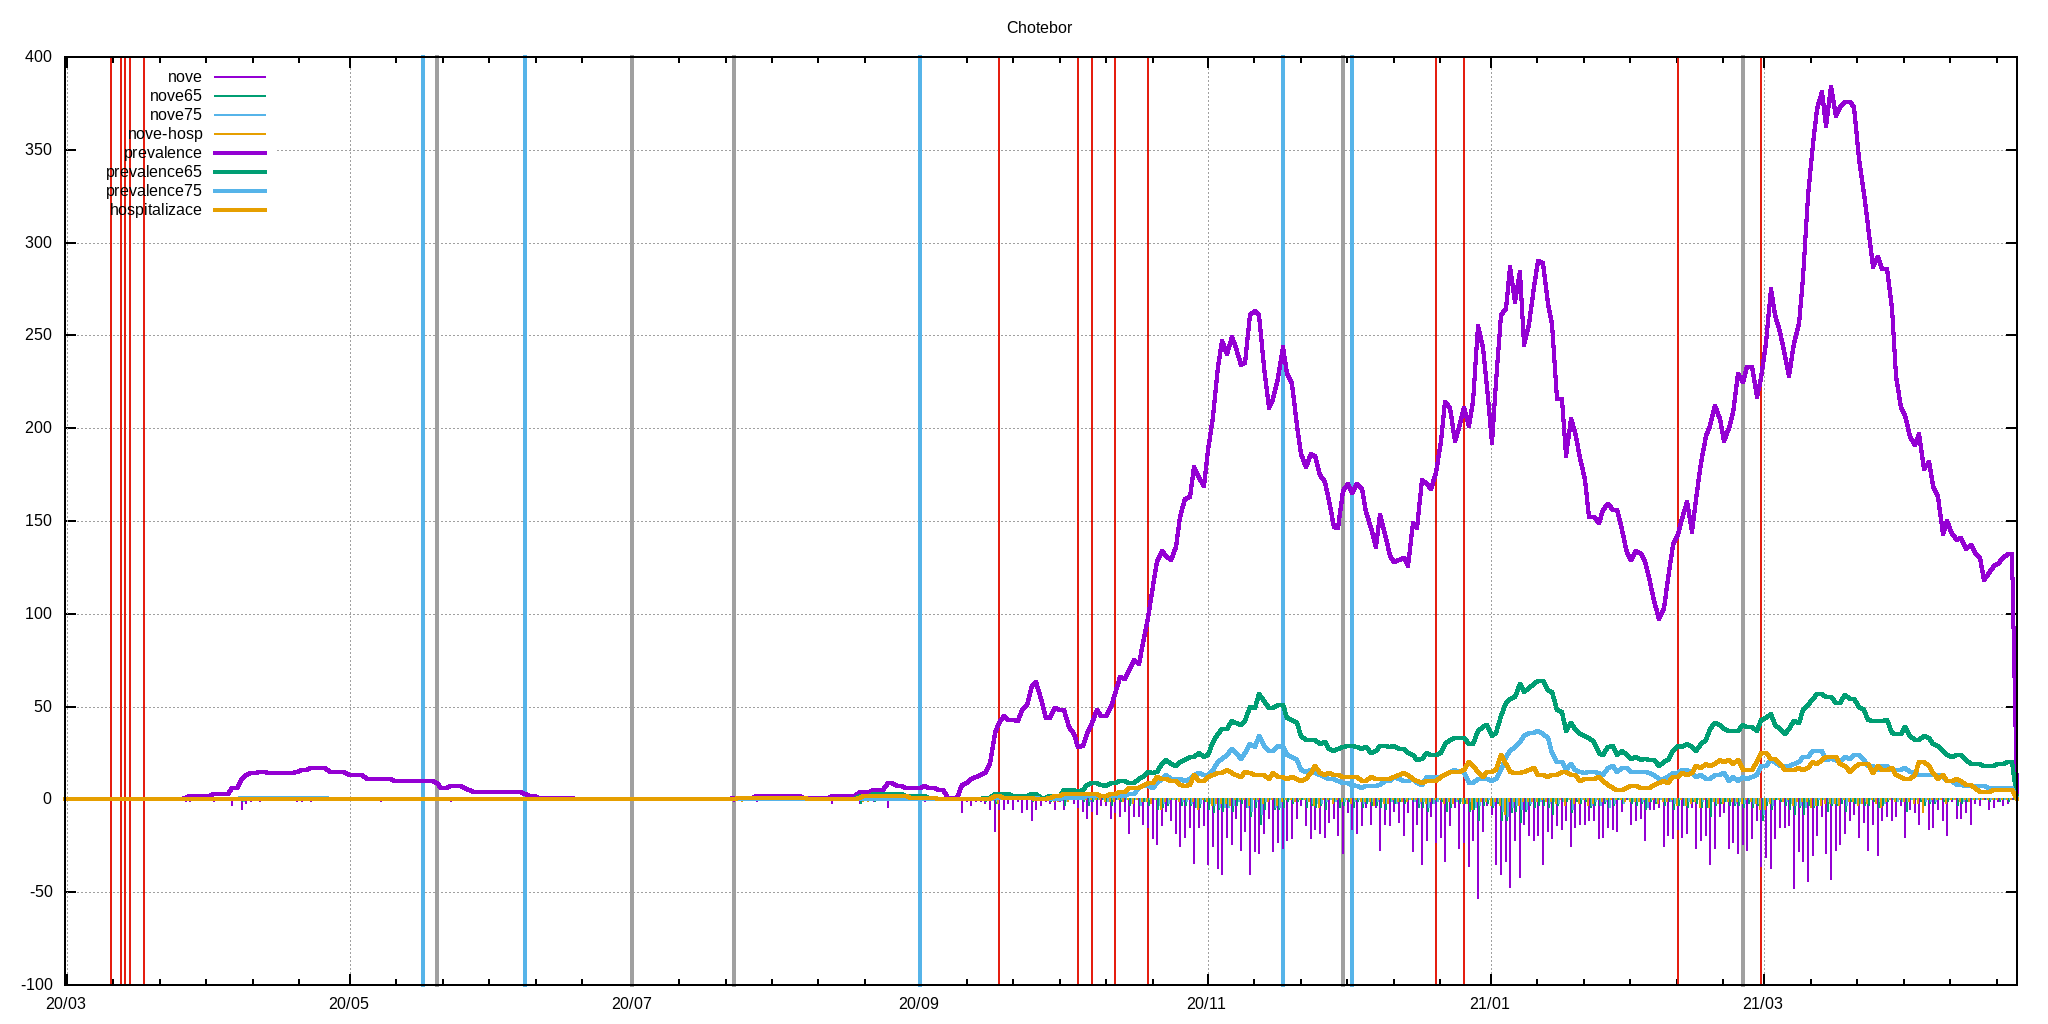 Chotebor
400
350
300
250
200
150
100
50
0
-50
-100
nove
nove65
nove75
nove-hosp
prevalence
prevalence65
prevalence75
hospitalizace
20/03 20/05 20/07 20/09 20/11 21/01 21/03